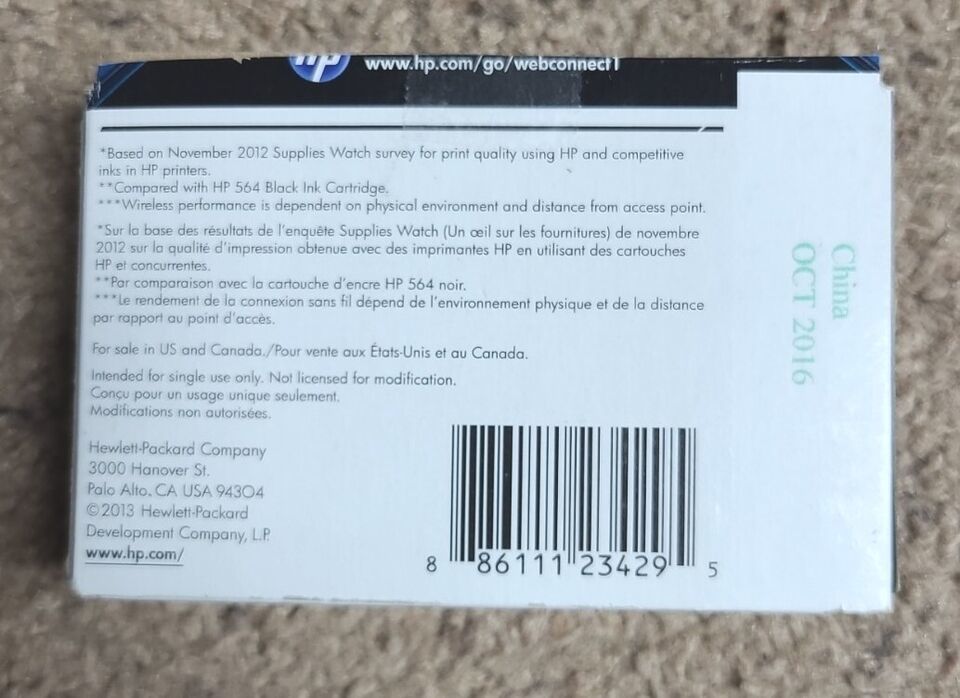 hp www.hp.com/go/webconnect1
*Based on November 2012 Supplies Watch survey for print quality using HP and competitive
inks in HP printers.
**Compared with HP 564 Black Ink Cartridge.
***Wireless performance is dependent on physical environment and distance from access point.
*Sur la base des résultats de l'enquête Supplies Watch (Un œil sur les fournitures) de novembre
2012 sur la qualité d'impression obtenue avec des imprimantes HP en utilisant des cartouches
HP et concurrentes.
**Par comparaison avec la cartouche d'encre HP 564 noir.
***Le rendement de la connexion sans fil dépend de l'environnement physique et de la distance
par rapport au point d'accès.
For sale in US and Canada./Pour vente aux États-Unis et au Canada.
Intended for single use only. Not licensed for modification.
Conçu pour un usage unique seulement.
Modifications non autorisées.
Hewlett-Packard Company
3000 Hanover St.
Palo Alto, CA USA 94304
©2013 Hewlett-Packard
Development Company, L.P.
www.hp.com/
8 86111 23429 5
China
OCT 2016